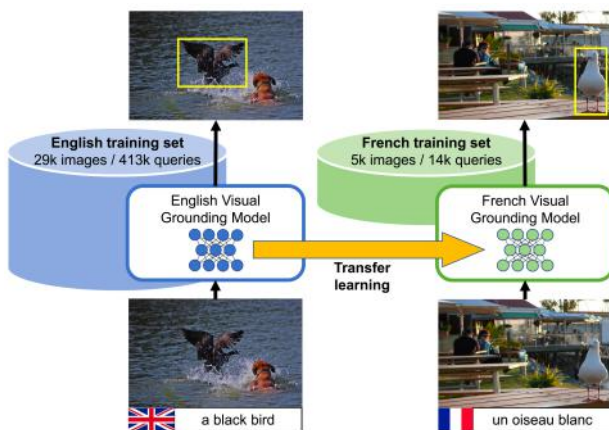 English training set
29k images / 413k queries
French training set
5k images / 14k queries
English Visual
Grounding Model
French Visual
Grounding Model
Transfer
learning
a black bird
un oiseau blanc